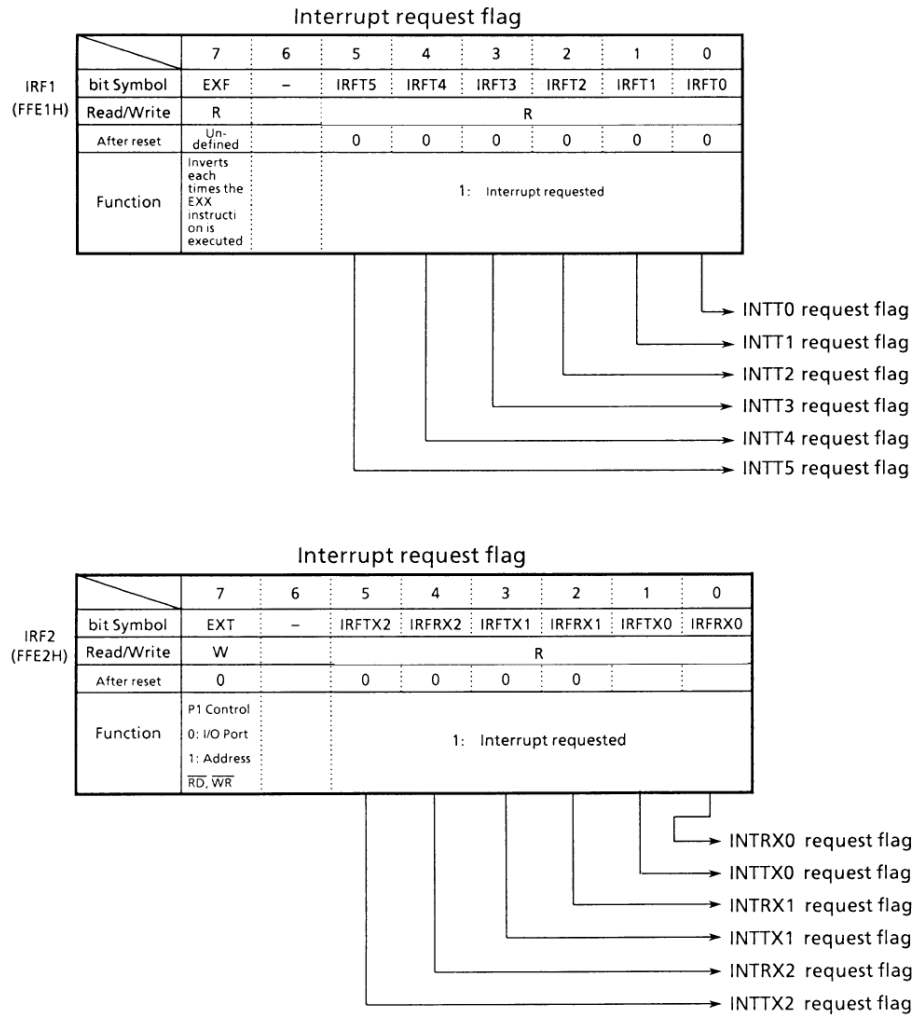 Interrupt request flag
7 6 5 4 3 2 1 0
IRF1 bit Symbol EXF – IRFT5 IRFT4 IRFT3 IRFT2 IRFT1 IRFT0
(FFE1H) Read/Write R R
After reset Un-
defined 0 0 0 0 0 0
Function
Inverts
each
times the
EXX
instructi
on is
executed
1: Interrupt requested
INTT0 request flag
INTT1 request flag
INTT2 request flag
INTT3 request flag
INTT4 request flag
INTT5 request flag
Interrupt request flag
7 6 5 4 3 2 1 0
IRF2 bit Symbol EXT – IRFTX2 IRFRX2 IRFTX1 IRFRX1 IRFTX0 IRFRX0
(FFE2H) Read/Write W R
After reset 0 0 0 0 0
Function
P1 Control
0: I/O Port
1: Address
RD, WR
1: Interrupt requested
INTRX0 request flag
INTTX0 request flag
INTRX1 request flag
INTTX1 request flag
INTRX2 request flag
INTTX2 request flag